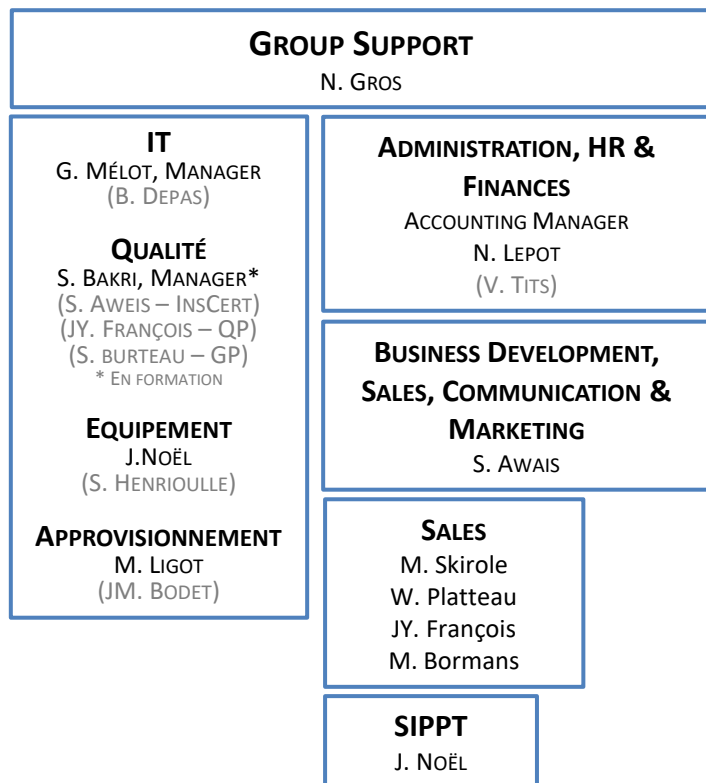 GROUP SUPPORT
N. GROS
IT
G. MÉLOT, MANAGER
(B. DEPAS)
QUALITÉ
S. BAKRI, MANAGER*
(S. AWEIS – INSCERT)
(JY. FRANÇOIS – QP)
(S. BURTEAU – GP)
* EN FORMATION
EQUIPEMENT
J.NOËL
(S. HENRIOULLE)
APPROVISIONNEMENT
M. LIGOT
(JM. BODET)
ADMINISTRATION, HR &
FINANCES
ACCOUNTING MANAGER
N. LEPOT
(V. TITS)
BUSINESS DEVELOPMENT,
SALES, COMMUNICATION &
MARKETING
S. AWAIS
SALES
M. Skirole
W. Platteau
JY. François
M. Bormans
SIPPT
J. NOËL